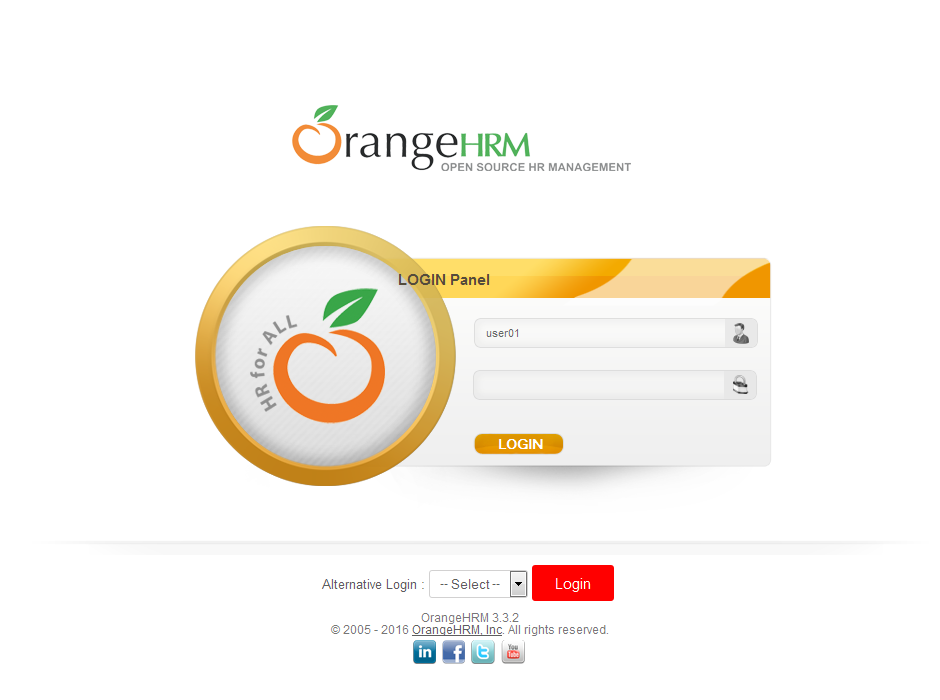 OrangeHRM
OPEN SOURCE HR MANAGEMENT
LOGIN Panel
HR for ALL
user01
LOGIN
Alternative Login : -- Select -- Login
OrangeHRM 3.3.2
© 2005 - 2016 OrangeHRM, Inc. All rights reserved.
in f t You Tube